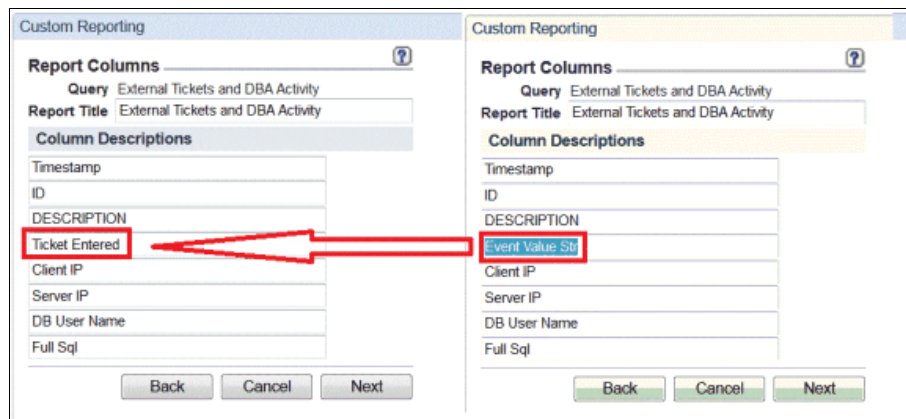 Custom Reporting
Report Columns
?
Query External Tickets and DBA Activity
Report Title External Tickets and DBA Activity
Column Descriptions
Timestamp
ID
DESCRIPTION
Ticket Entered
Client IP
Server IP
DB User Name
Full Sql
Back Cancel Next
Custom Reporting
Report Columns
?
Query External Tickets and DBA Activity
Report Title External Tickets and DBA Activity
Column Descriptions
Timestamp
ID
DESCRIPTION
Event Value Str
Client IP
Server IP
DB User Name
Full Sql
Back Cancel Next